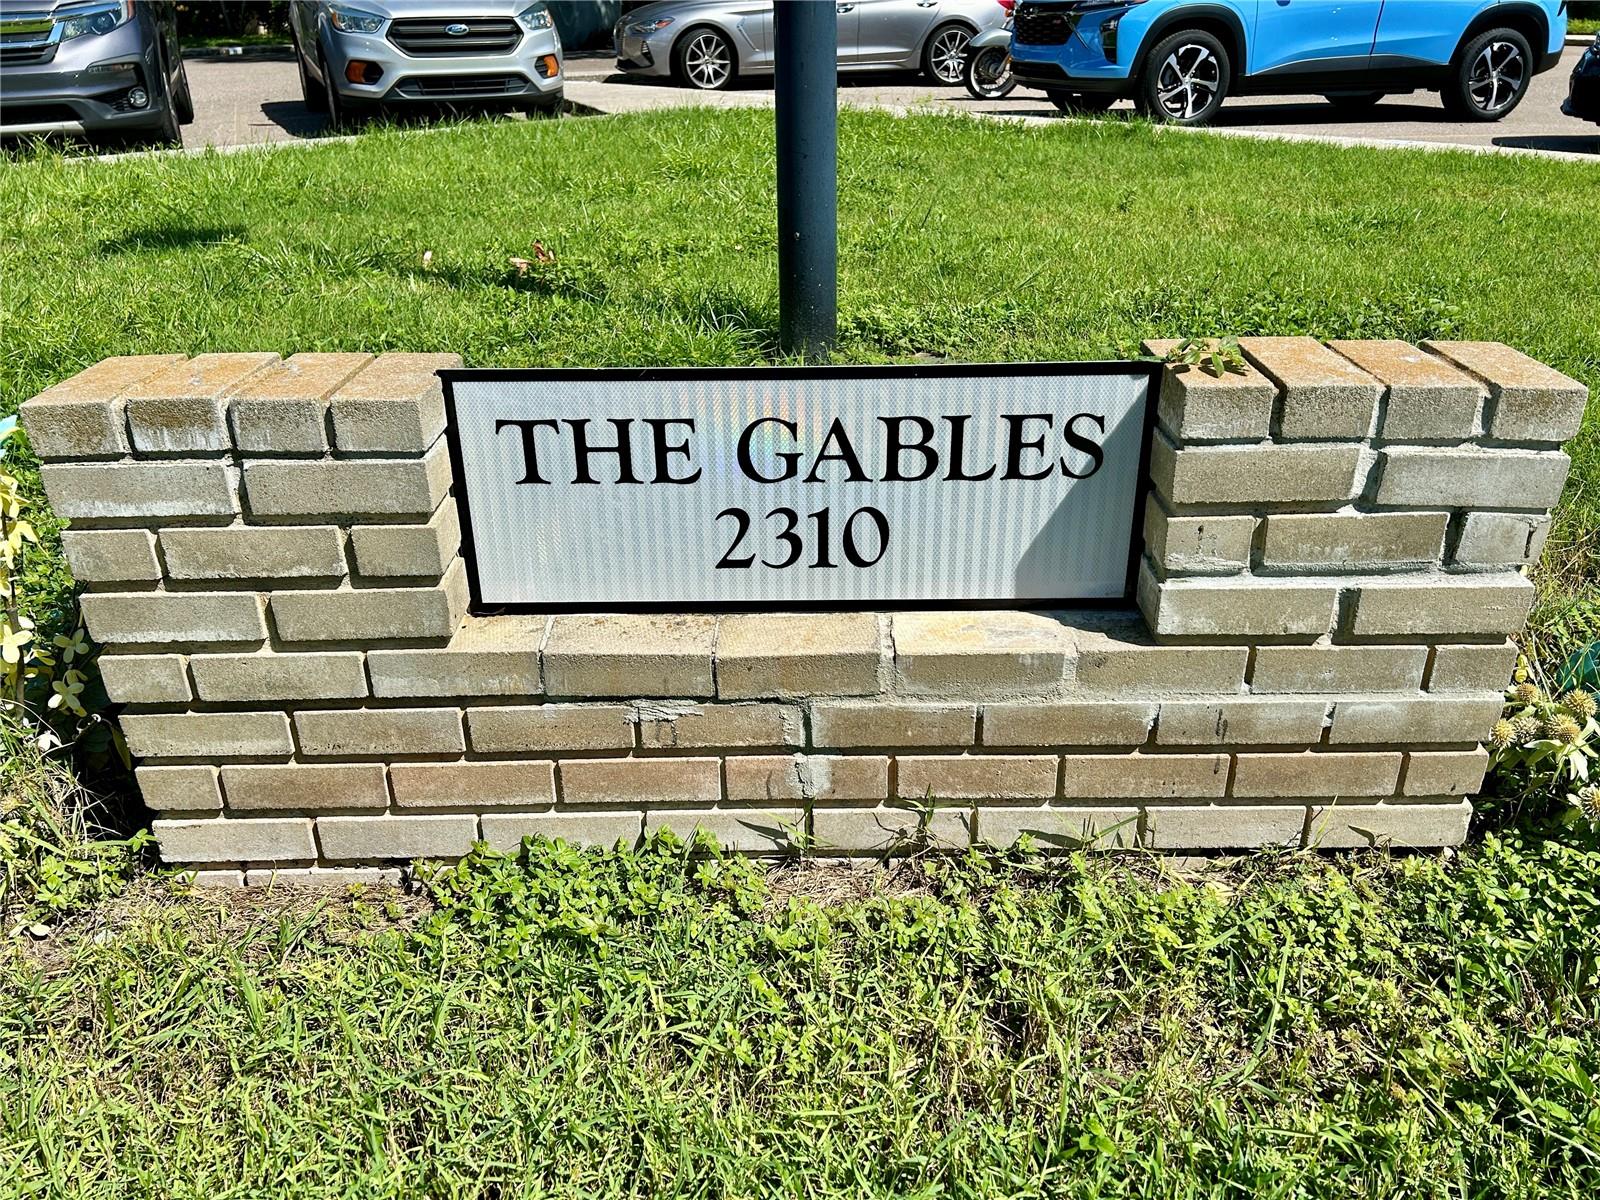 THE GABLES
2310